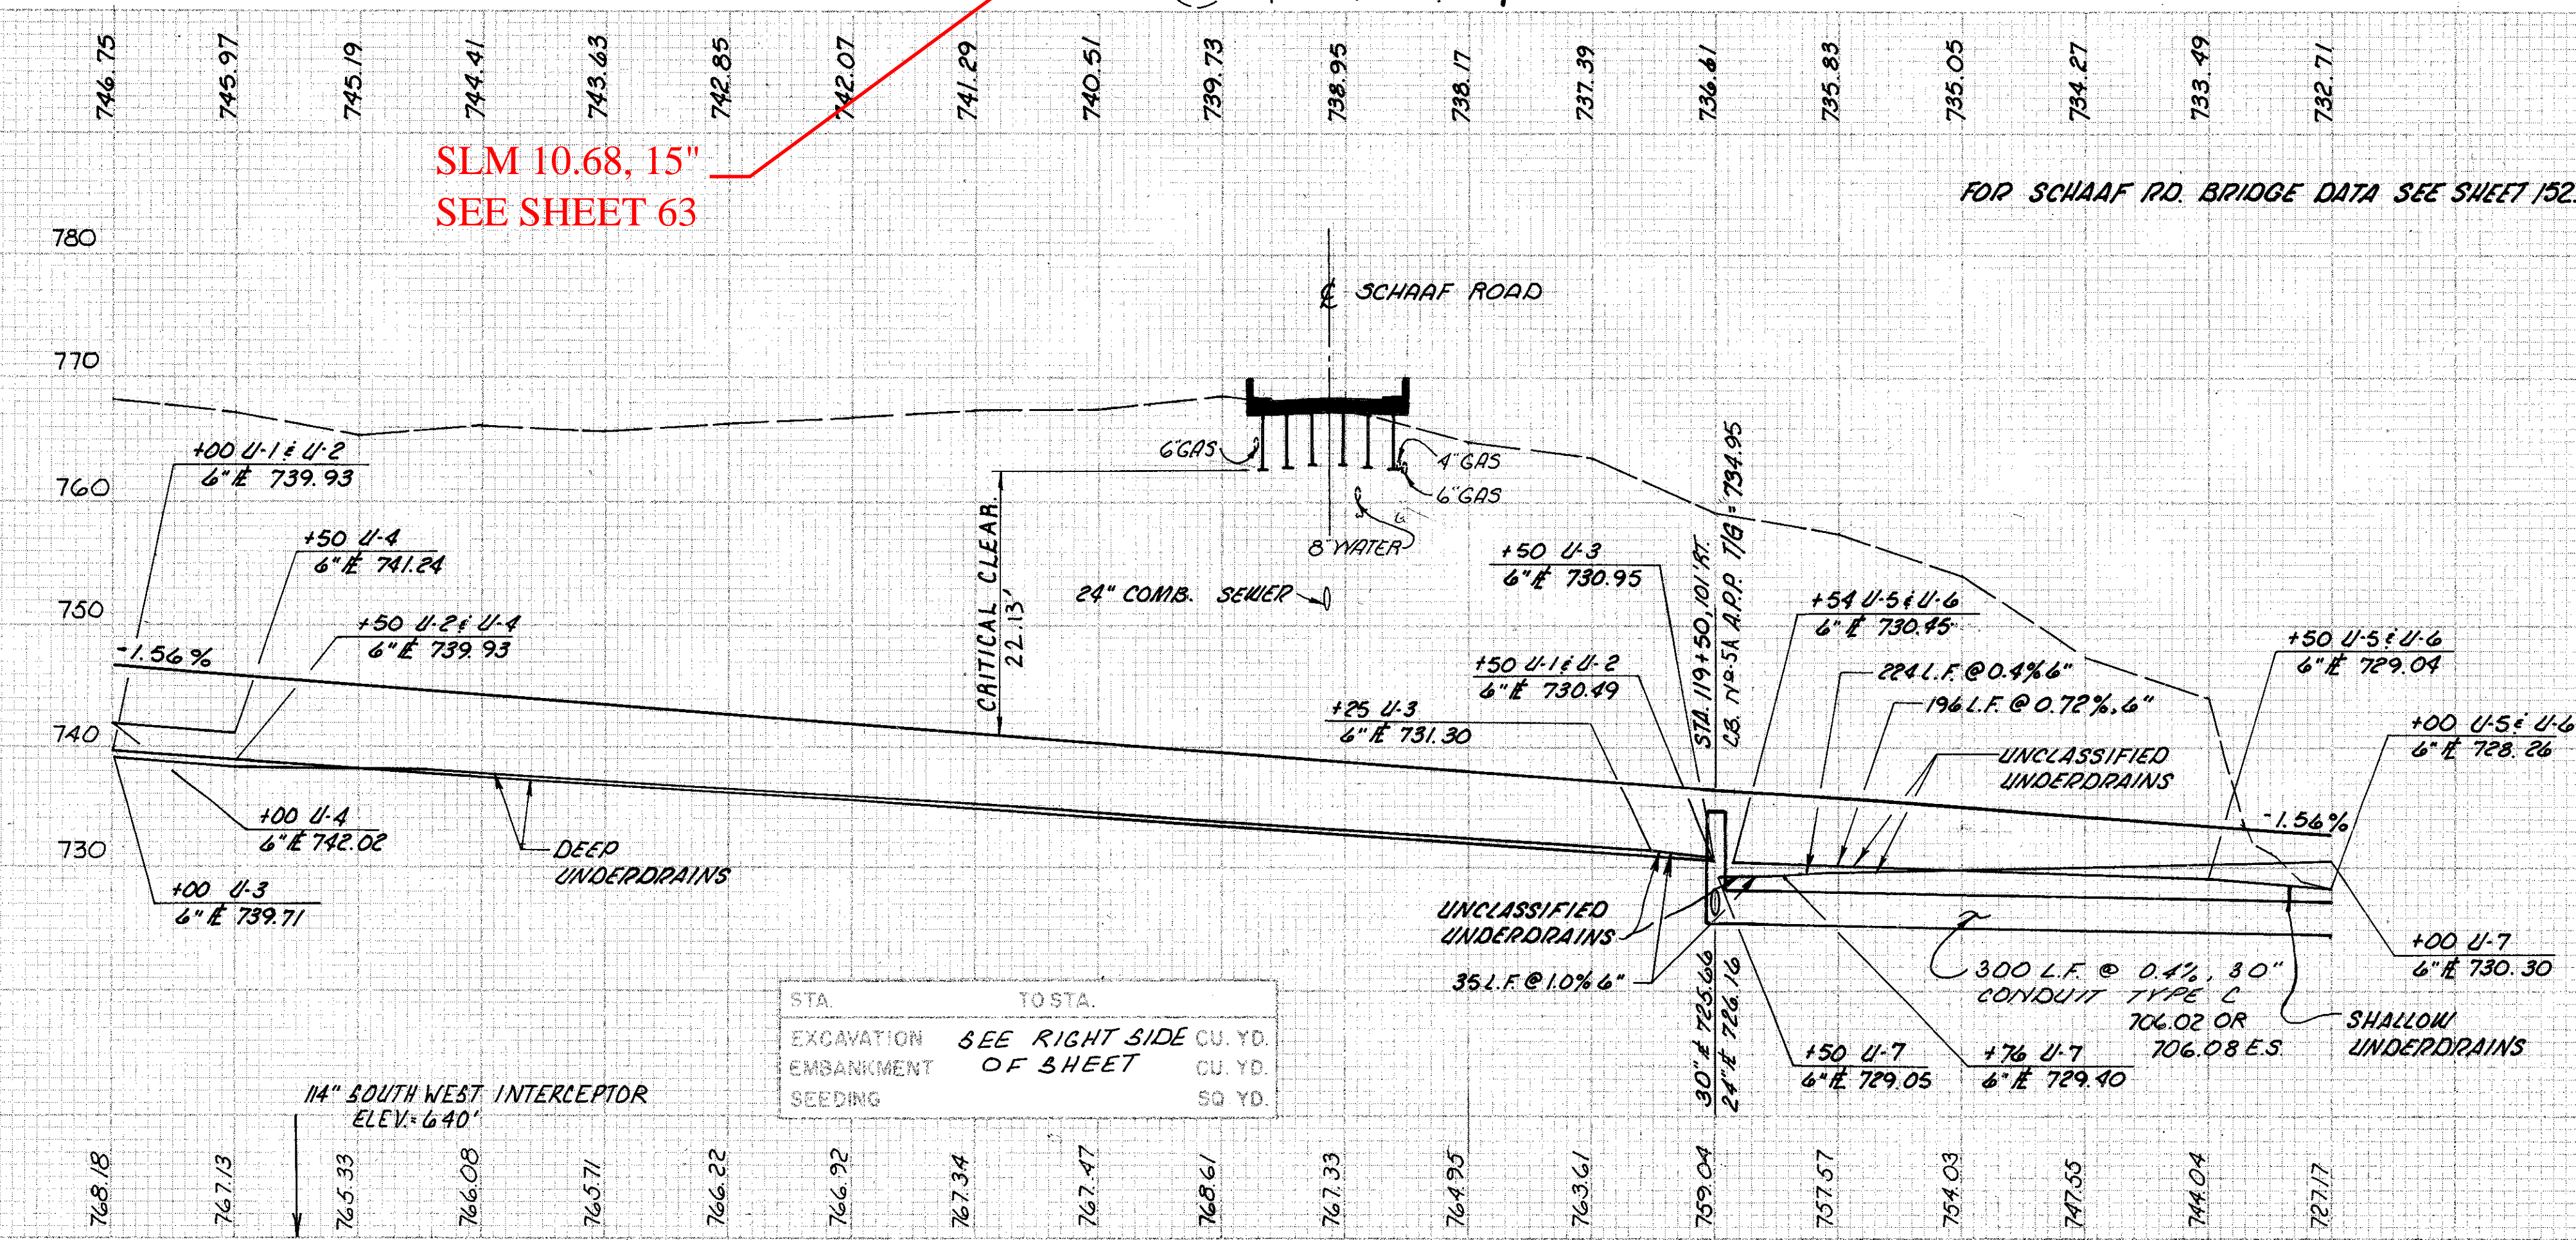 746.75 745.97 745.19 744.41 743.63 742.85 742.07 741.29 740.51 739.73 738.95 738.17 737.39 736.61 735.83 735.05 734.27 733.49 732.71
SLM 10.68, 15"
SEE SHEET 63
FOR SCHAAF RD. BRIDGE DATA SEE SHEET 152.
780
770
760
750
740
730
℄ SCHAAF ROAD
6" GAS
4" GAS
6" GAS
8" WATER
24" COMB. SEWER
CRITICAL CLEAR.
22.13'
+00 U-1 & U-2
6" ⅊ 739.93
+50 U-4
6" ⅊ 741.24
+50 U-2 & U-4
6" ⅊ 739.93
-1.56%
+00 U-4
6" ⅊ 742.02
+00 U-3
6" ⅊ 739.71
DEEP
UNDERDRAINS
+50 U-3
6" ⅊ 730.95
+50 U-1 & U-2
6" ⅊ 730.49
+25 U-3
6" ⅊ 731.30
STA. 119+50, 101' RT.
C.B. Nº-5A A.P.P. T/G = 734.95
+54 U-5 & U-6
6" ⅊ 730.45
224 L.F. @ 0.4% 6"
196 L.F. @ 0.72%, 6"
UNCLASSIFIED
UNDERDRAINS
+50 U-5 & U-6
6" ⅊ 729.04
+00 U-5 & U-6
6" ⅊ 728.26
-1.56%
UNCLASSIFIED
UNDERDRAINS
35 L.F. @ 1.0% 6"
30" ⅊ 725.66
24" ⅊ 726.16
+50 U-7
6" ⅊ 729.05
+76 U-7
6" ⅊ 729.40
300 L.F. @ 0.4%, 30"
CONDUIT TYPE C
706.02 OR
706.08 E.S.
SHALLOW
UNDERDRAINS
+00 U-7
6" ⅊ 730.30
STA. TO STA.
EXCAVATION SEE RIGHT SIDE CU. YD.
EMBANKMENT OF SHEET CU. YD.
SEEDING SQ YD.
114" SOUTH WEST INTERCEPTOR
ELEV.= 640'
768.18 767.13 765.33 766.08 765.71 766.22 766.92 767.34 767.47 768.61 767.33 764.95 763.61 759.04 757.57 754.03 747.55 744.04 727.17